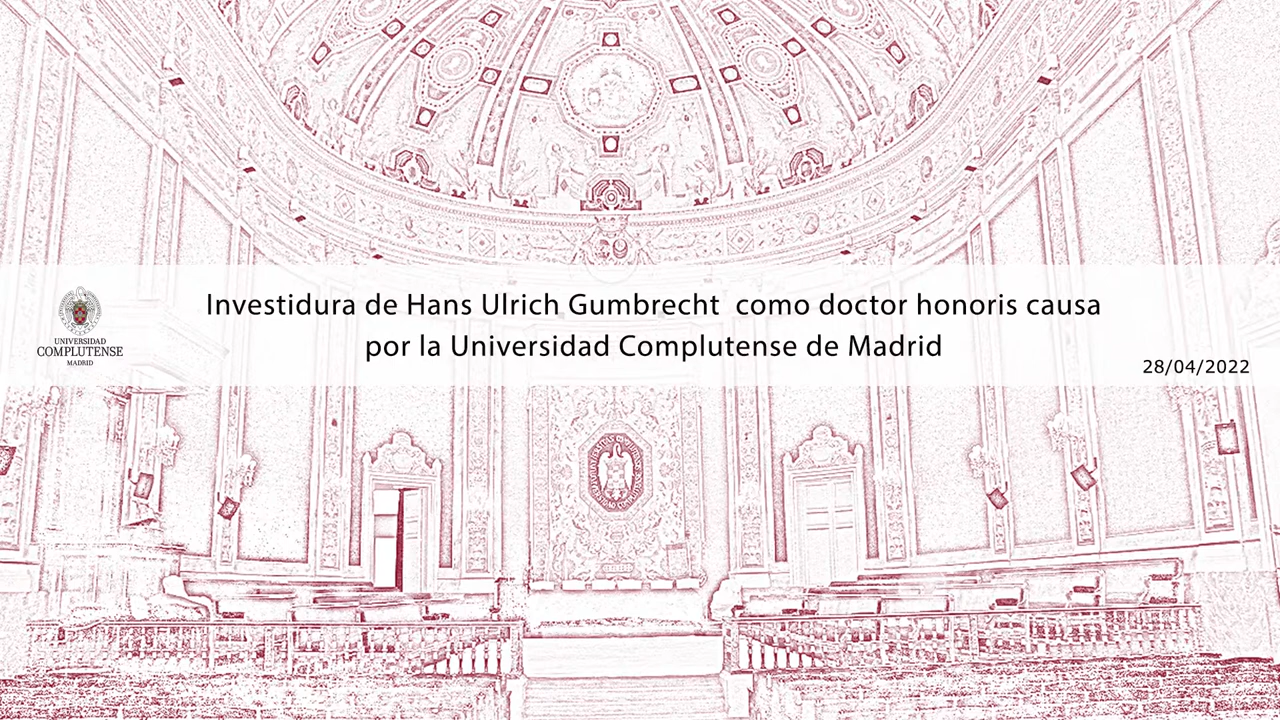 Investidura de Hans Ulrich Gumbrecht como doctor honoris causa
por la Universidad Complutense de Madrid
UNIVERSIDAD
COMPLUTENSE
MADRID
28/04/2022